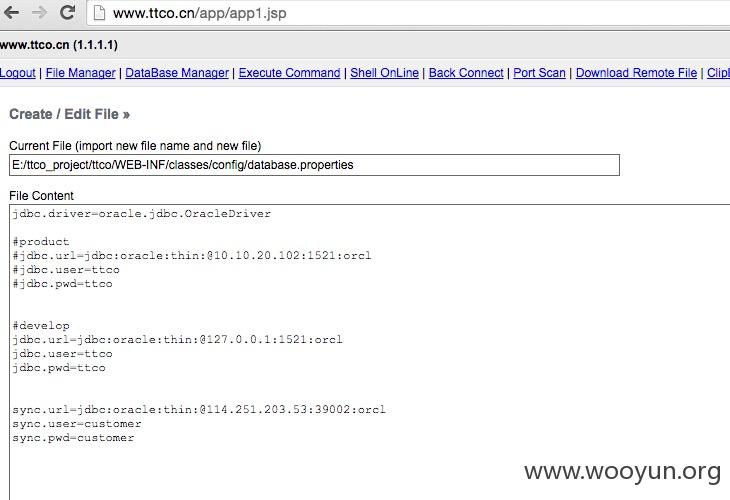 www.ttco.cn/app/app1.jsp
www.ttco.cn (1.1.1.1)
Logout | File Manager | DataBase Manager | Execute Command | Shell OnLine | Back Connect | Port Scan | Download Remote File |
Create / Edit File »
Current File (import new file name and new file)
E:/ttco_project/ttco/WEB-INF/classes/config/database.properties
File Content
jdbc.driver=oracle.jdbc.OracleDriver
#product
#jdbc.url=jdbc:oracle:thin:@10.10.20.102:1521:orcl
#jdbc.user=ttco
#jdbc.pwd=ttco
#develop
jdbc.url=jdbc:oracle:thin:@127.0.0.1:1521:orcl
jdbc.user=ttco
jdbc.pwd=ttco
sync.url=jdbc:oracle:thin:@114.251.203.53:39002:orcl
sync.user=customer
sync.pwd=customer
www.wooyun.org